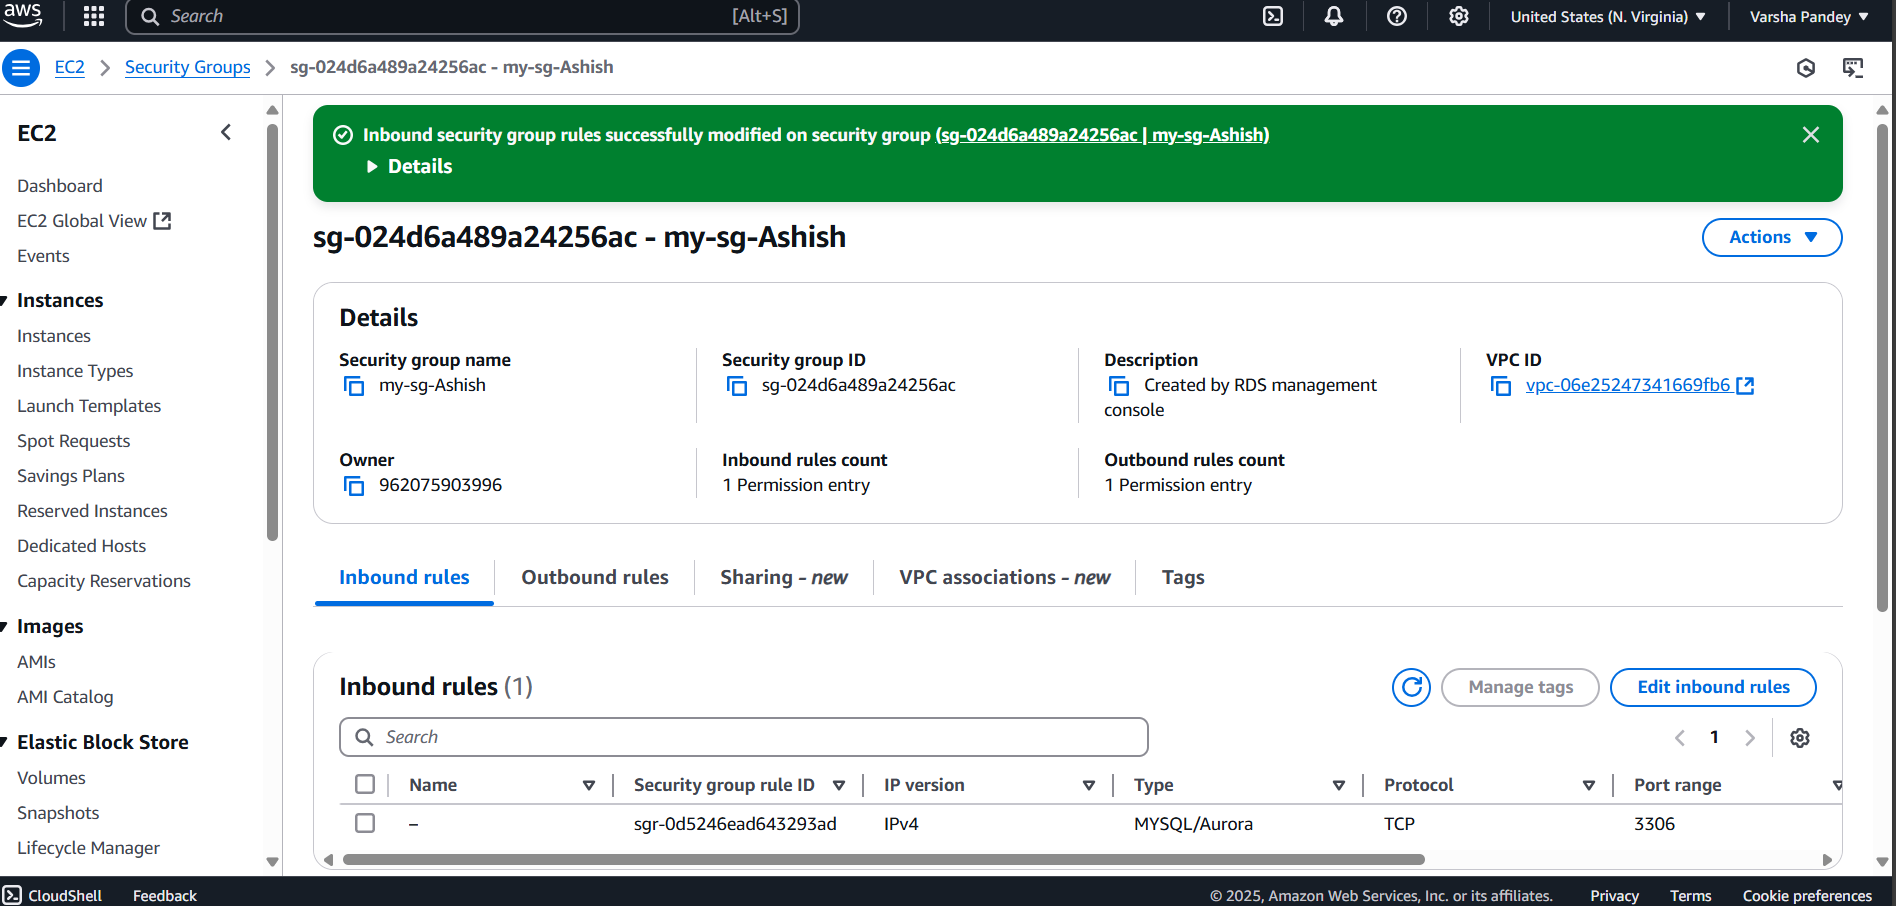 aws
Search [Alt+S]
United States (N. Virginia)
Varsha Pandey
EC2
Security Groups
sg-024d6a489a24256ac - my-sg-Ashish
EC2
Dashboard
EC2 Global View
Events
Instances
Instances
Instance Types
Launch Templates
Spot Requests
Savings Plans
Reserved Instances
Dedicated Hosts
Capacity Reservations
Images
AMIs
AMI Catalog
Elastic Block Store
Volumes
Snapshots
Lifecycle Manager
Inbound security group rules successfully modified on security group (sg-024d6a489a24256ac | my-sg-Ashish)
Details
sg-024d6a489a24256ac - my-sg-Ashish
Actions
Details
Security group name
my-sg-Ashish
Security group ID
sg-024d6a489a24256ac
Description
Created by RDS management
console
VPC ID
vpc-06e25247341669fb6
Owner
962075903996
Inbound rules count
1 Permission entry
Outbound rules count
1 Permission entry
Inbound rules
Outbound rules
Sharing - new
VPC associations - new
Tags
Inbound rules (1)
Manage tags
Edit inbound rules
Search
1
Name Security group rule ID IP version Type Protocol Port range
– sgr-0d5246ead643293ad IPv4 MYSQL/Aurora TCP 3306
CloudShell Feedback
© 2025, Amazon Web Services, Inc. or its affiliates. Privacy Terms Cookie preferences